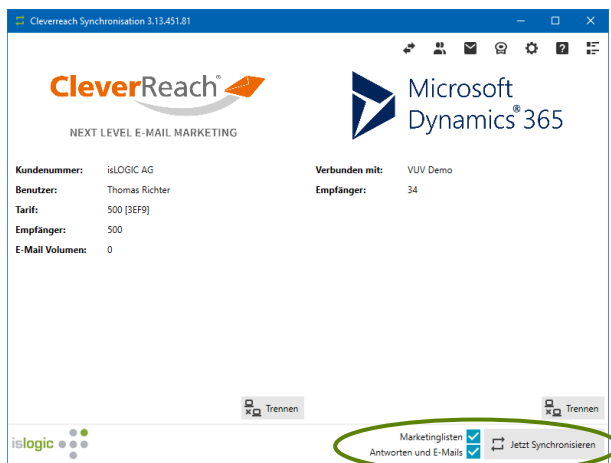 Cleverreach Synchronisation 3.13.451.81
CleverReach®
NEXT LEVEL E-MAIL MARKETING
Microsoft
Dynamics® 365
Kundenummer: isLOGIC AG
Benutzer: Thomas Richter
Tarif: 500 [3EF9]
Empfänger: 500
E-Mail Volumen: 0
Verbunden mit: VUV Demo
Empfänger: 34
Trennen
Trennen
islogic
Marketinglisten
Antworten und E-Mails
Jetzt Synchronisieren